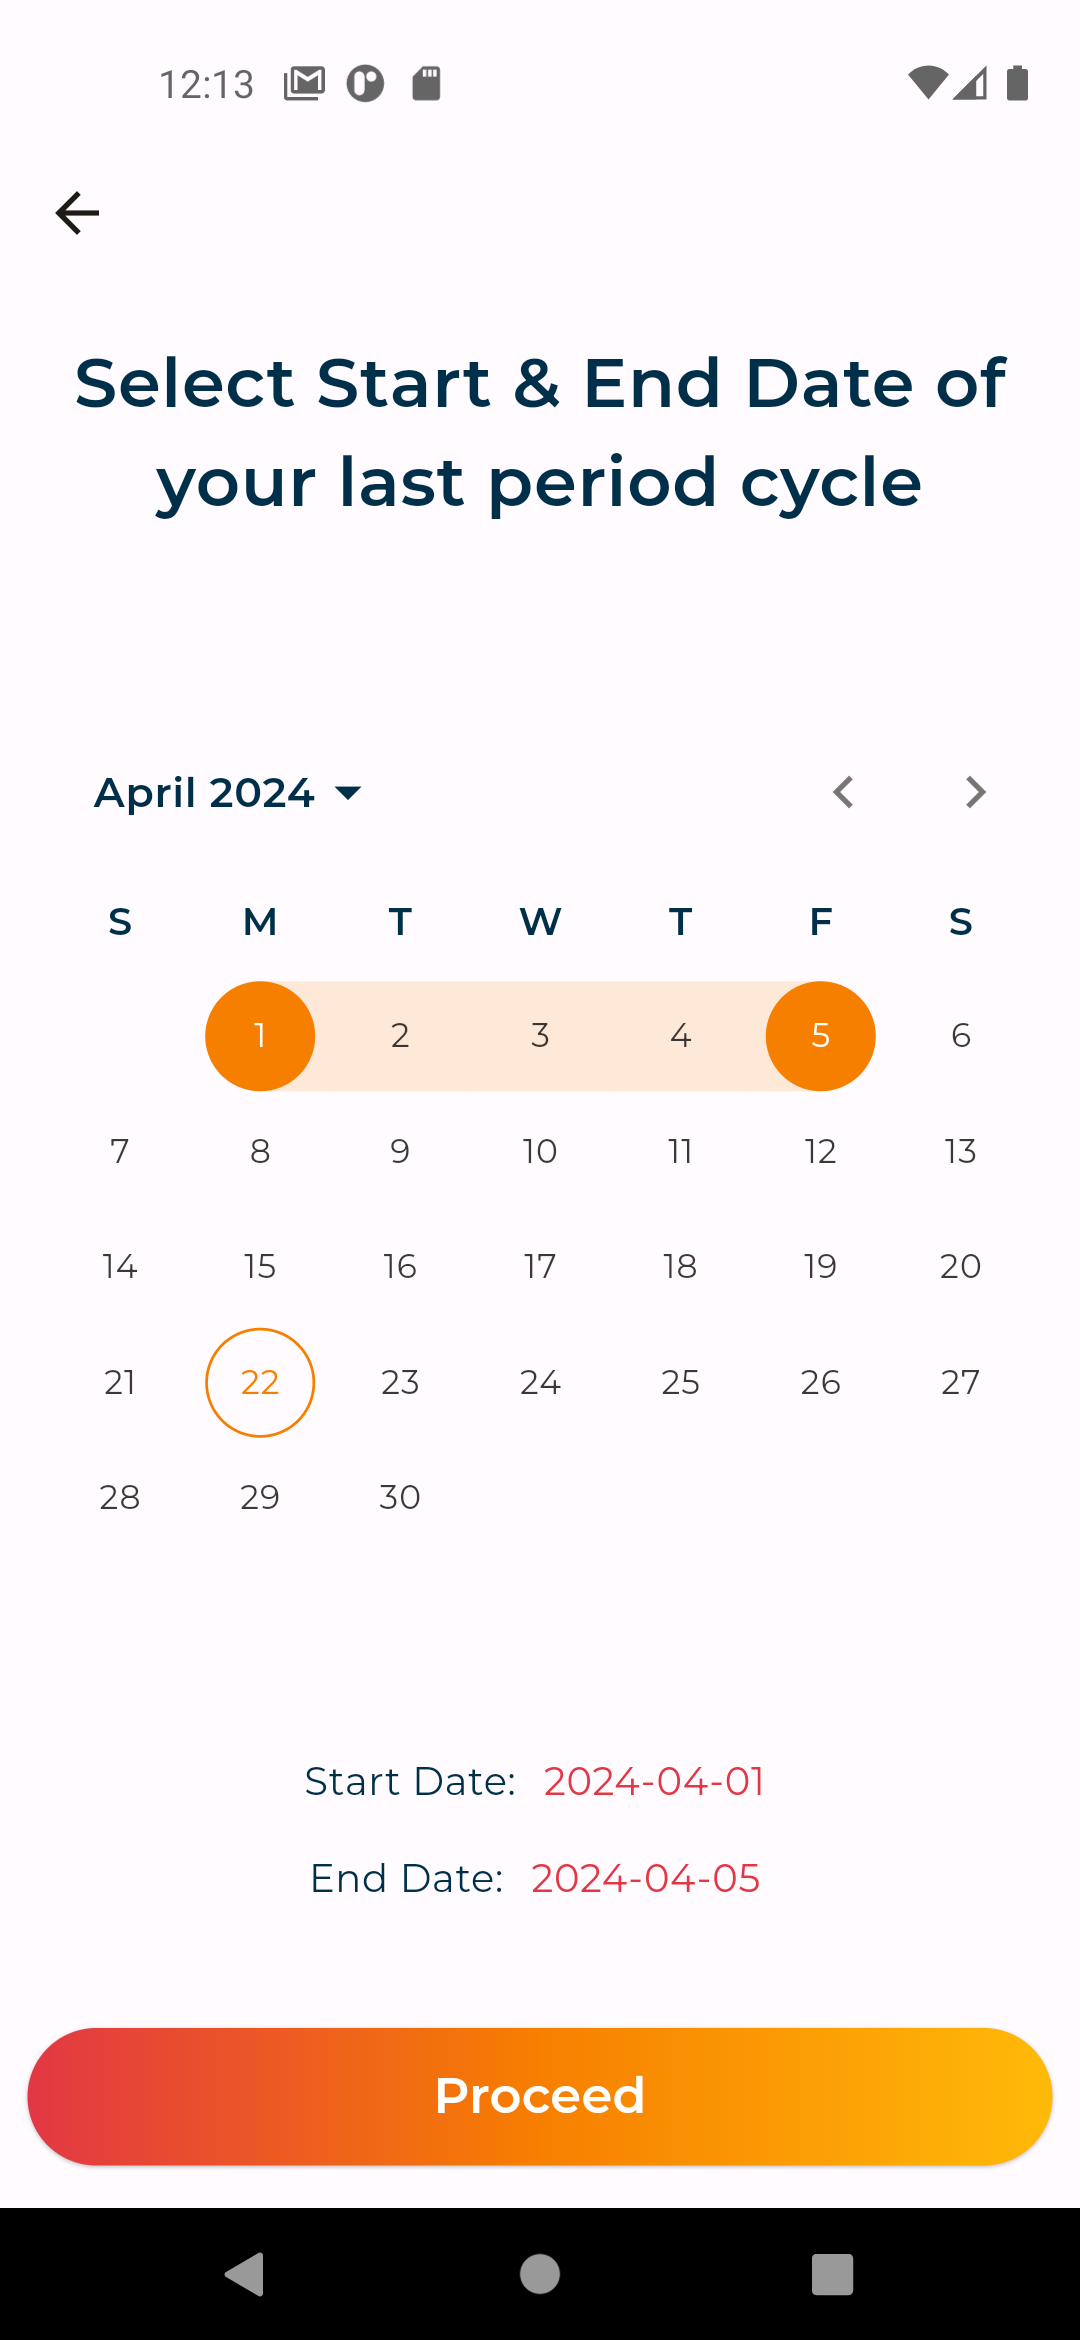 12:13
Select Start & End Date of
your last period cycle
April 2024
S M T W T F S
1 2 3 4 5 6
7 8 9 10 11 12 13
14 15 16 17 18 19 20
21 22 23 24 25 26 27
28 29 30
Start Date: 2024-04-01
End Date: 2024-04-05
Proceed